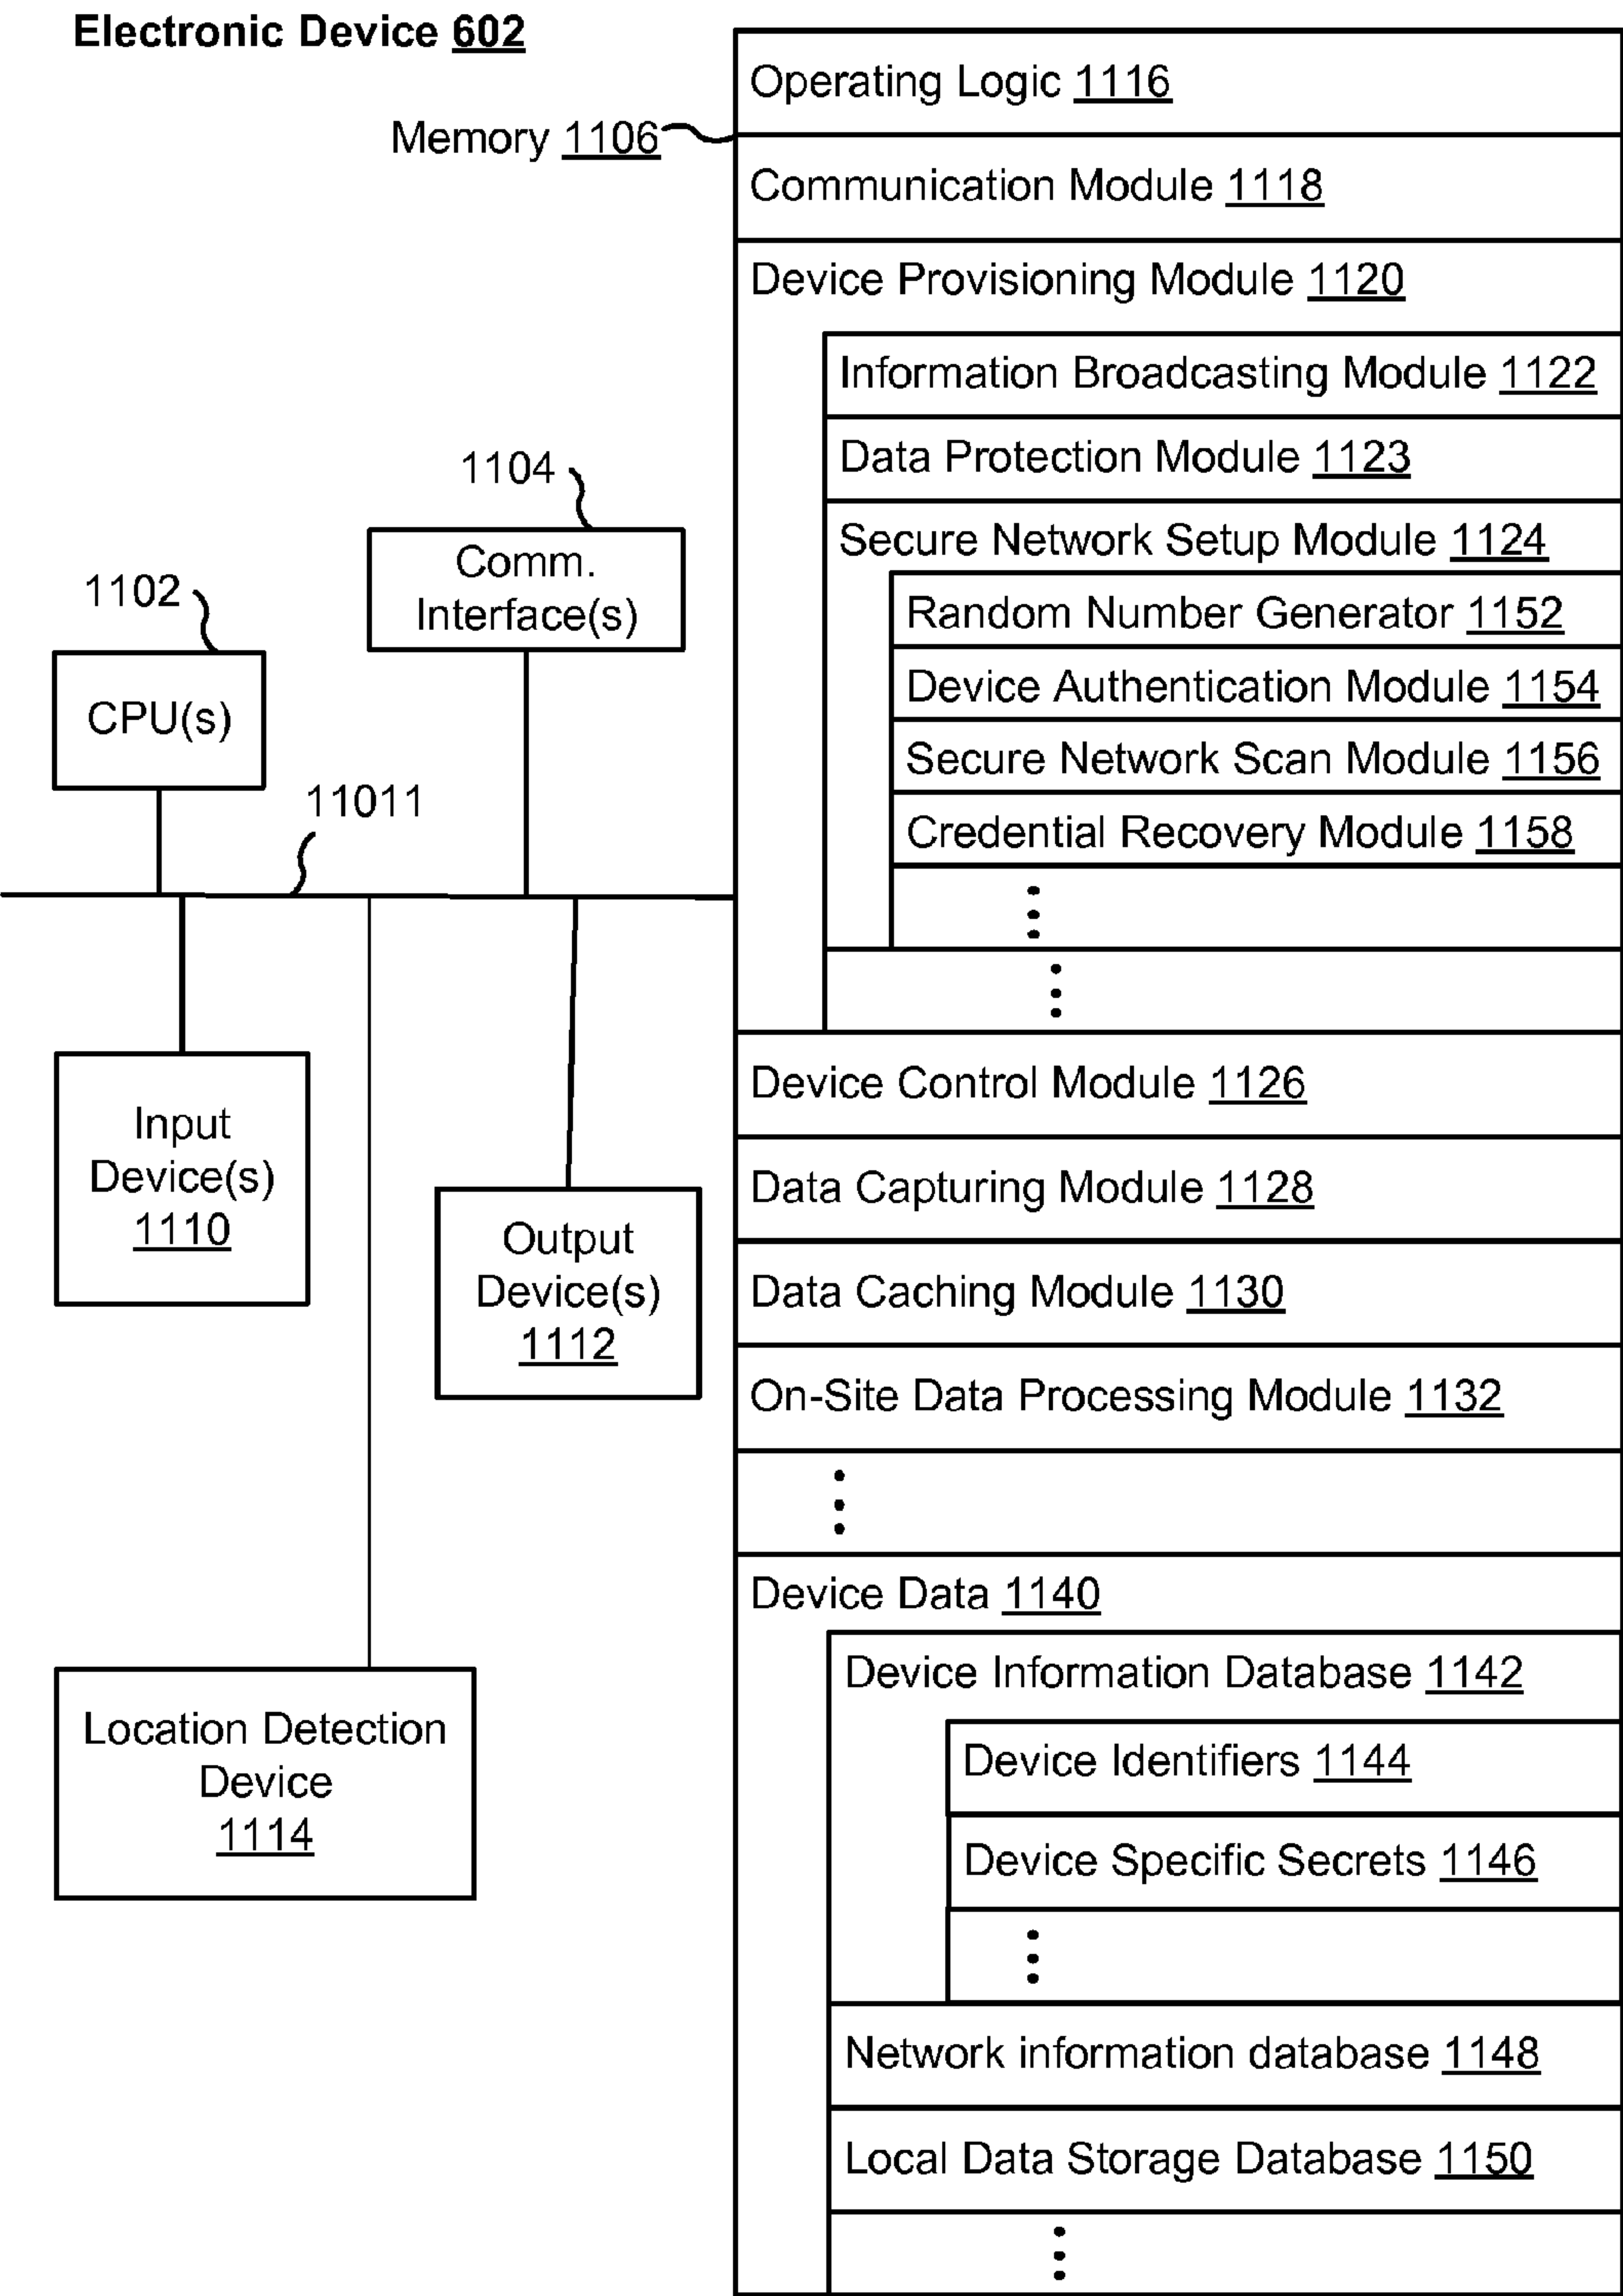 Electronic Device 602
Memory 1106
1104
Comm.
Interface(s)
1102
CPU(s)
11011
Input
Device(s)
1110
Output
Device(s)
1112
Location Detection
Device
1114
Operating Logic 1116
Communication Module 1118
Device Provisioning Module 1120
Information Broadcasting Module 1122
Data Protection Module 1123
Secure Network Setup Module 1124
Random Number Generator 1152
Device Authentication Module 1154
Secure Network Scan Module 1156
Credential Recovery Module 1158
Device Control Module 1126
Data Capturing Module 1128
Data Caching Module 1130
On-Site Data Processing Module 1132
Device Data 1140
Device Information Database 1142
Device Identifiers 1144
Device Specific Secrets 1146
Network information database 1148
Local Data Storage Database 1150